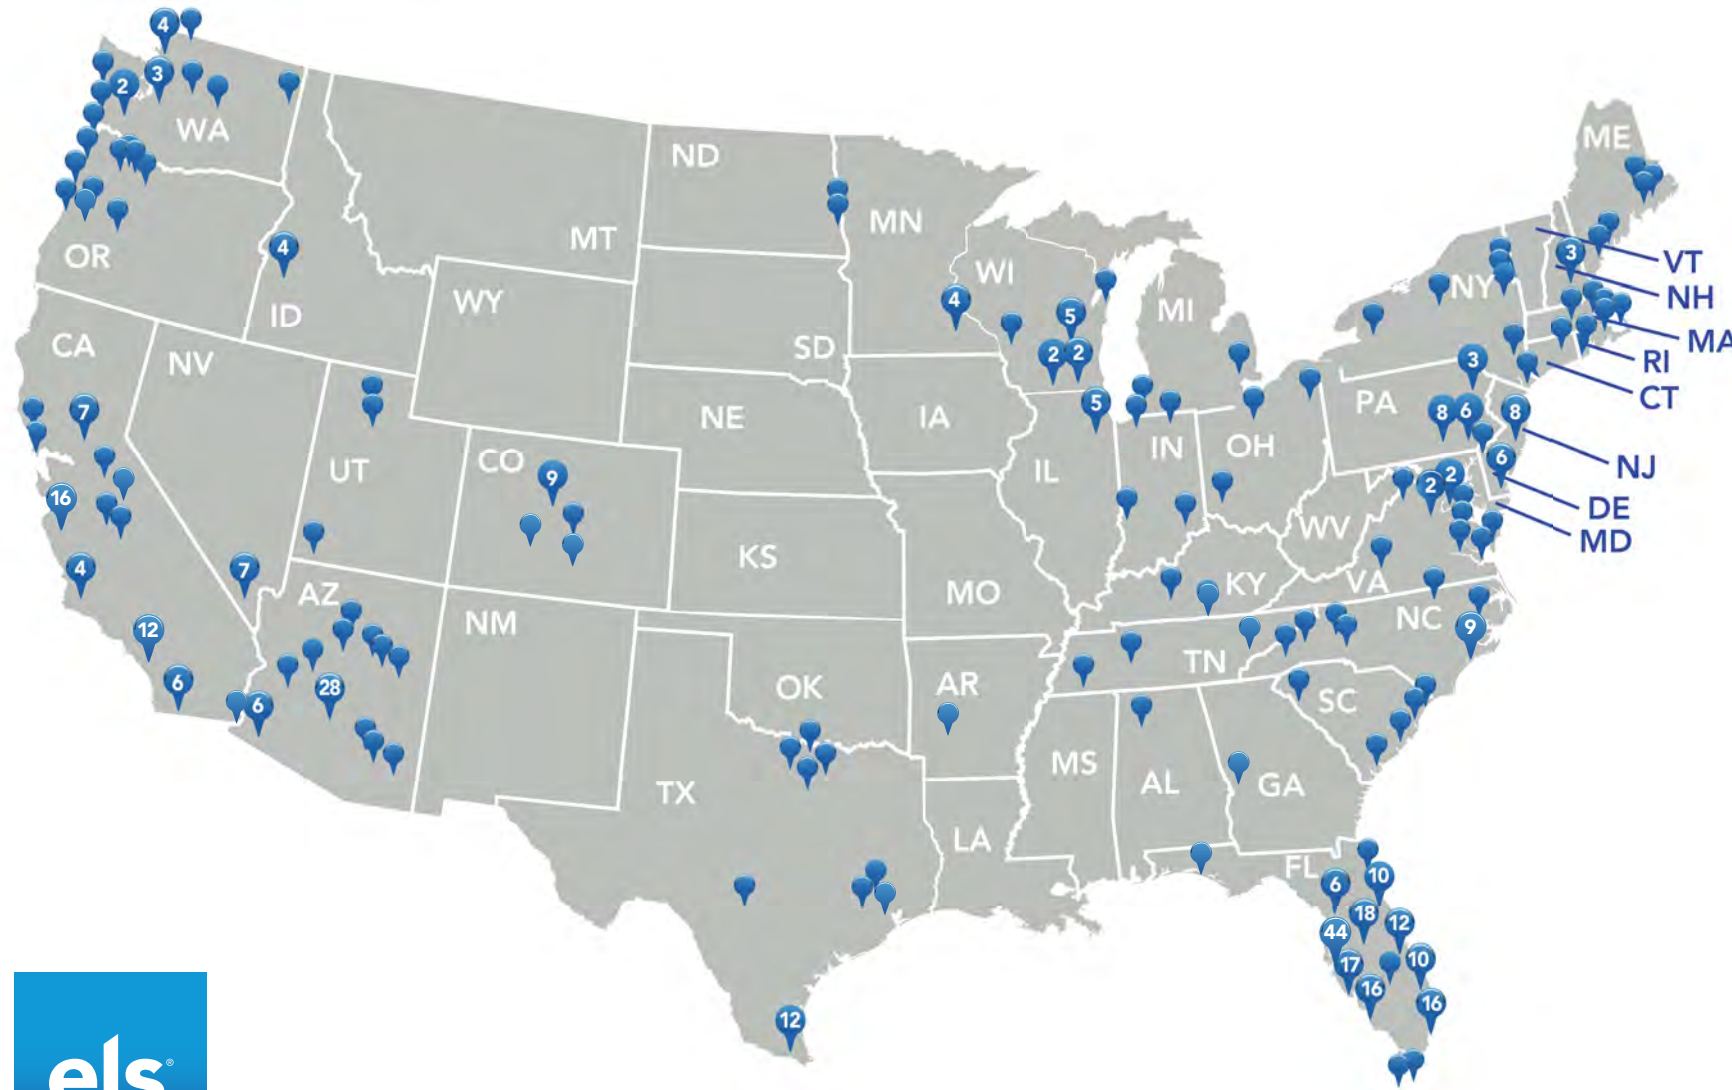 4
3
2
WA
ME
ND
MT
MN
OR
4
ID
WY
SD
WI
4
5
2
2
MI
NY
3
VT
NH
MA
RI
CT
CA
NV
7
UT
CO
9
NE
IA
5
IL
IN
OH
PA
3
8
6
8
NJ
6
DE
MD
2
2
WV
VA
16
4
12
6
7
AZ
28
6
NM
KS
MO
KY
NC
9
TN
OK
AR
SC
TX
MS
AL
GA
LA
FL
6
10
18
12
44
17
10
16
16
12
els®